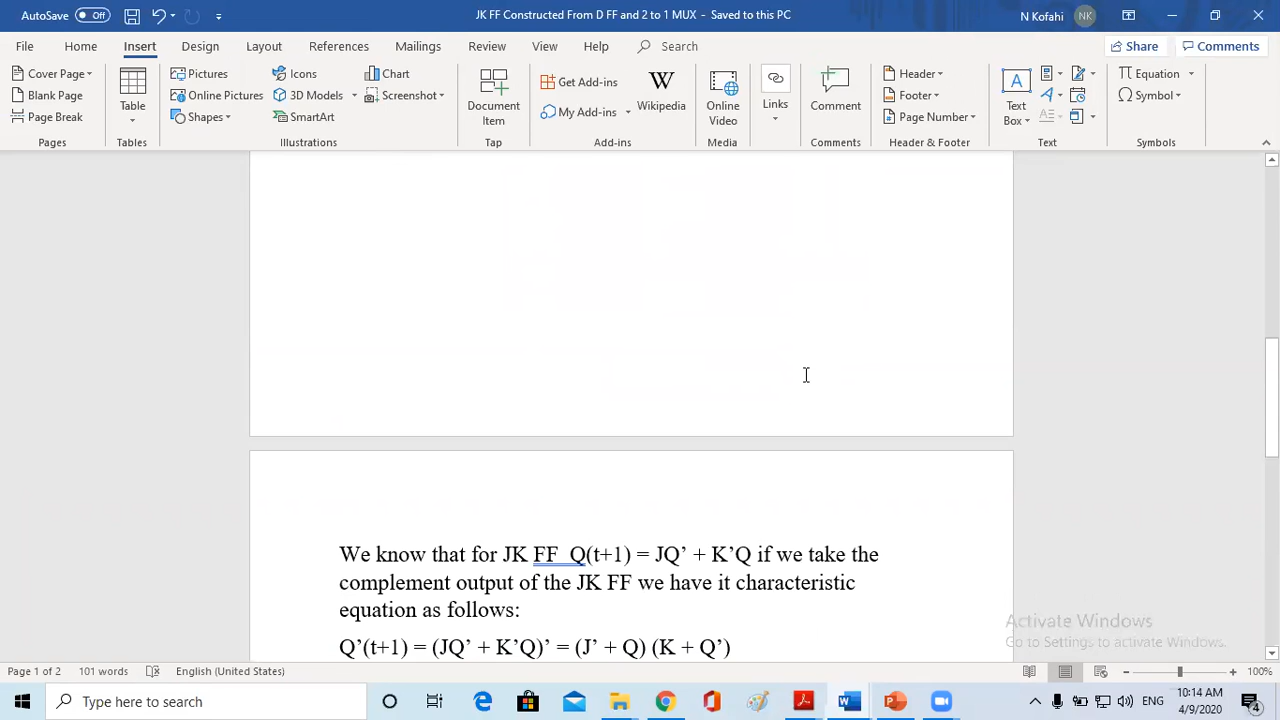 AutoSave Off
JK FF Constructed From D FF and 2 to 1 MUX - Saved to this PC
N Kofahi NK
File Home Insert Design Layout References Mailings Review View Help Search Share Comments
Cover Page
Blank Page
Page Break
Table
Pictures
Online Pictures
Shapes
Icons
3D Models
SmartArt
Chart
Screenshot
Document Item
Get Add-ins
My Add-ins
Wikipedia
Online Video
Links
Comment
Header
Footer
Page Number
Text Box
Equation
Symbol
Pages Tables Illustrations Tap Add-ins Media Comments Header & Footer Text Symbols
We know that for JK FF Q(t+1) = JQ’ + K’Q if we take the
complement output of the JK FF we have it characteristic
equation as follows:
Q’(t+1) = (JQ’ + K’Q)’ = (J’ + Q) (K + Q’)
Activate Windows
Go to Settings to activate Windows.
Page 1 of 2 101 words English (United States) 100%
Type here to search
ENG
10:14 AM
4/9/2020
4